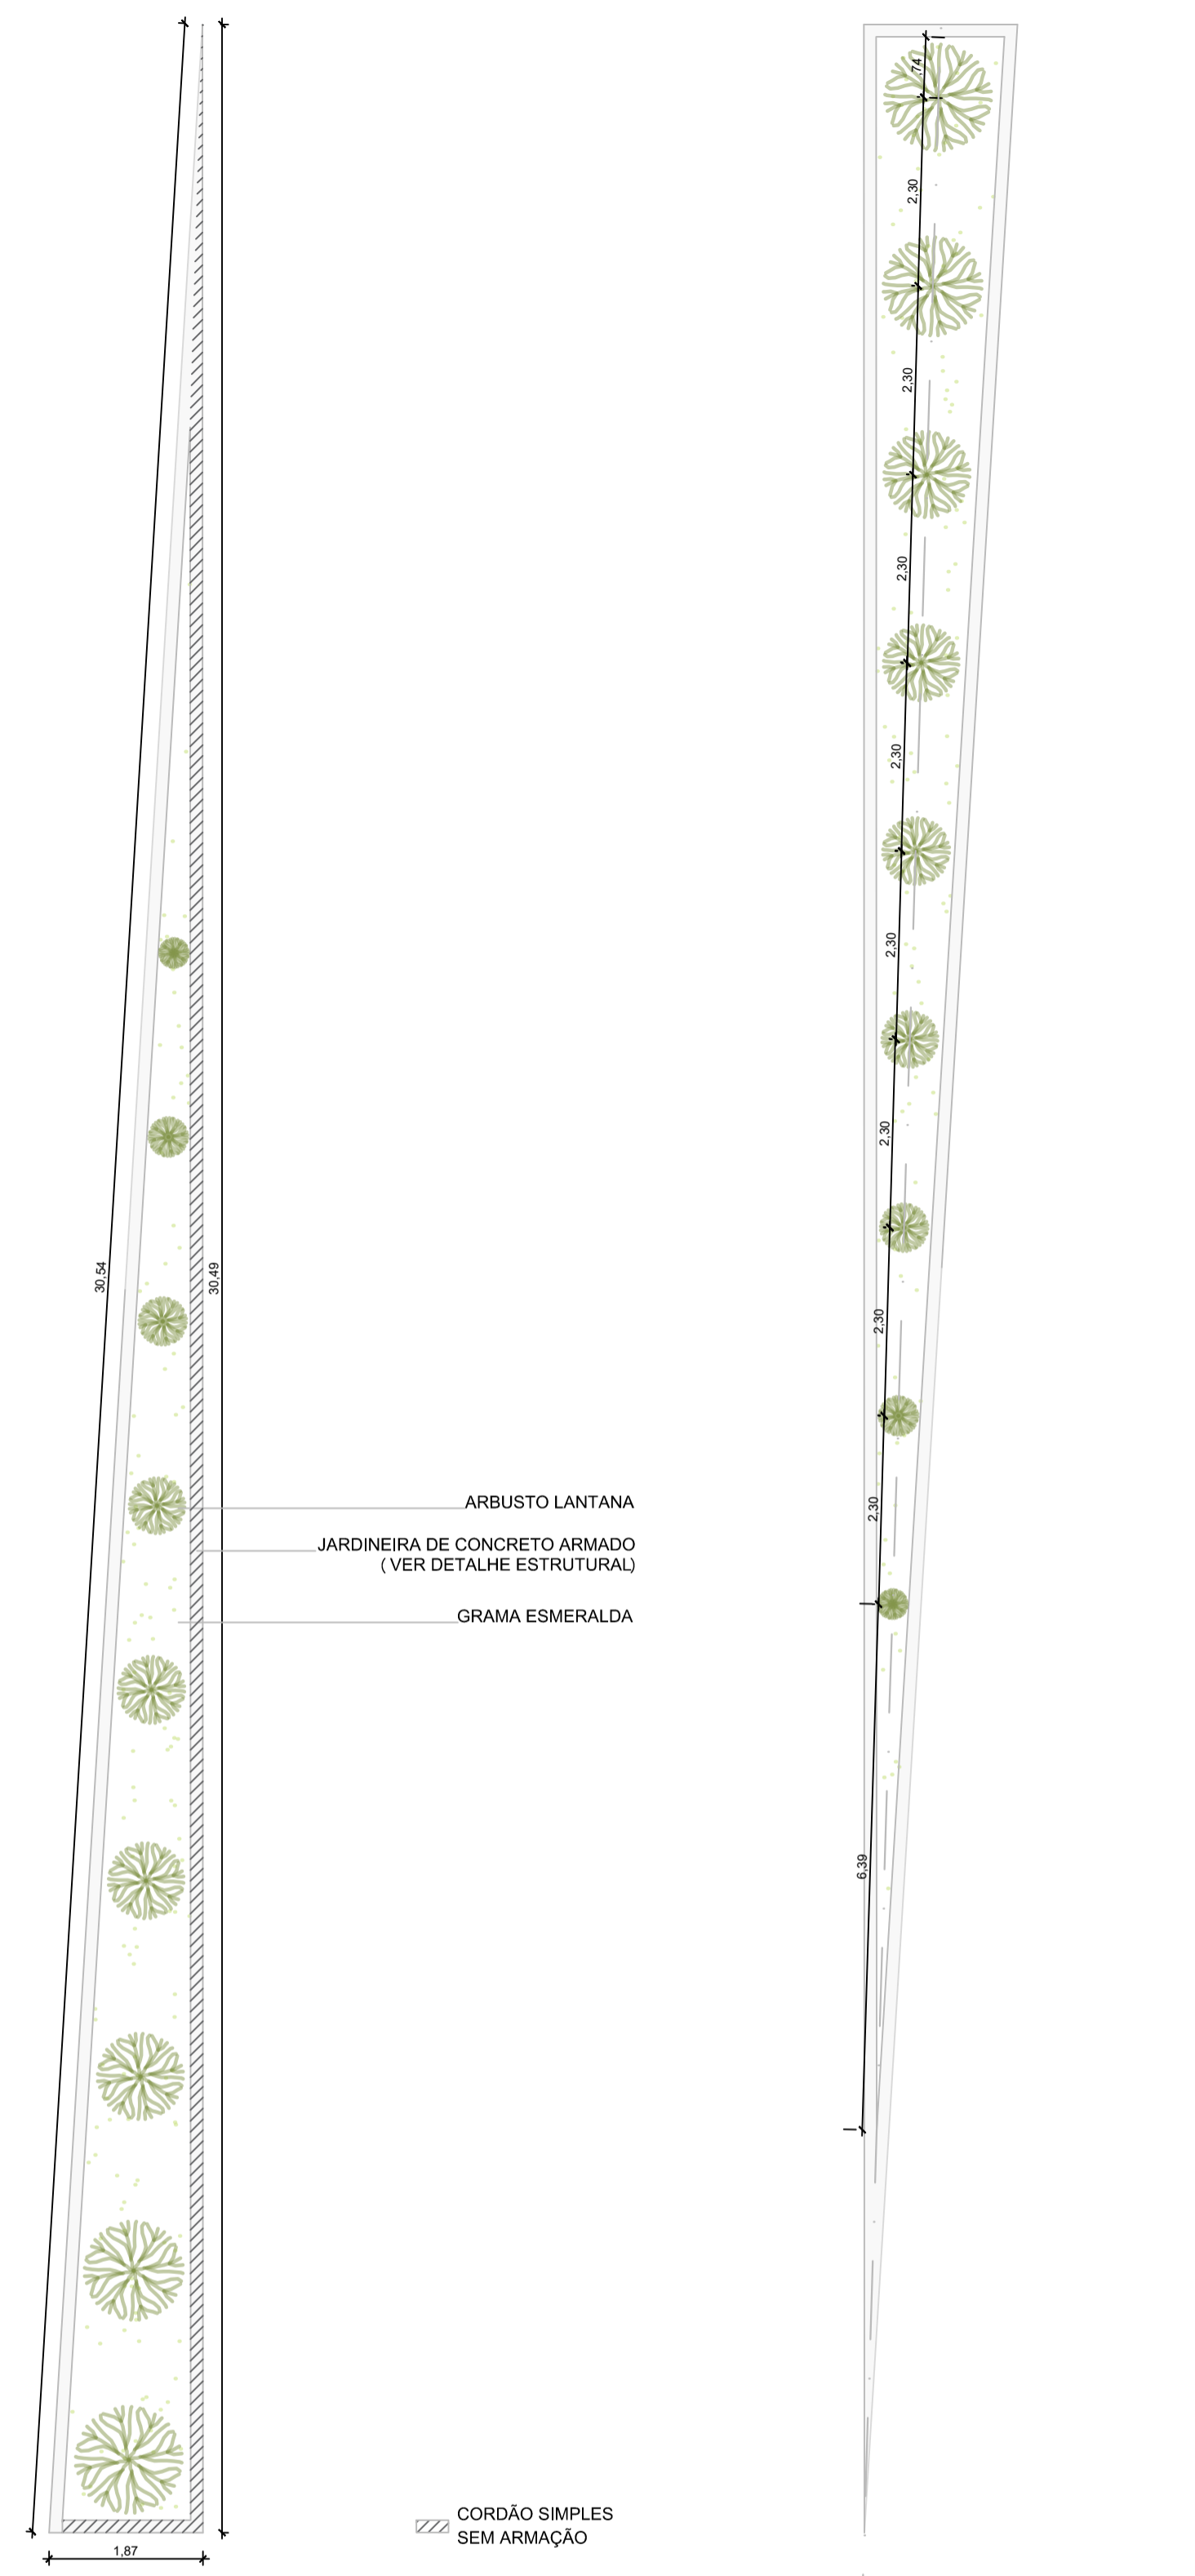 ,74
2,30
2,30
2,30
2,30
2,30
2,30
2,30
2,30
6,39
30,54
30,49
ARBUSTO LANTANA
JARDINEIRA DE CONCRETO ARMADO
( VER DETALHE ESTRUTURAL)
GRAMA ESMERALDA
CORDÃO SIMPLES
SEM ARMAÇÃO
1,87